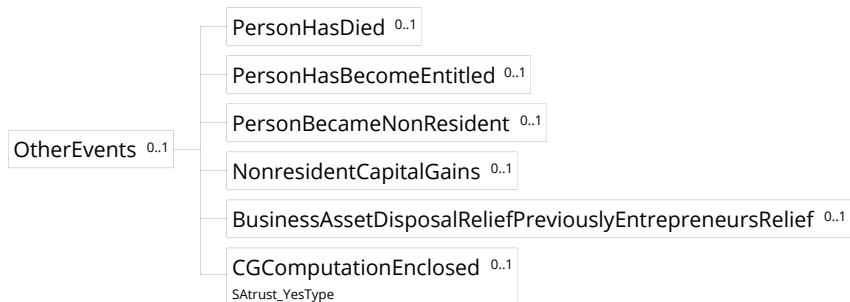 PersonHasDied 0..1
PersonHasBecomeEntitled 0..1
PersonBecameNonResident 0..1
OtherEvents 0..1
NonresidentCapitalGains 0..1
BusinessAssetDisposalReliefPreviouslyEntrepreneursRelief 0..1
CGComputationEnclosed 0..1
SAtrust_YesType